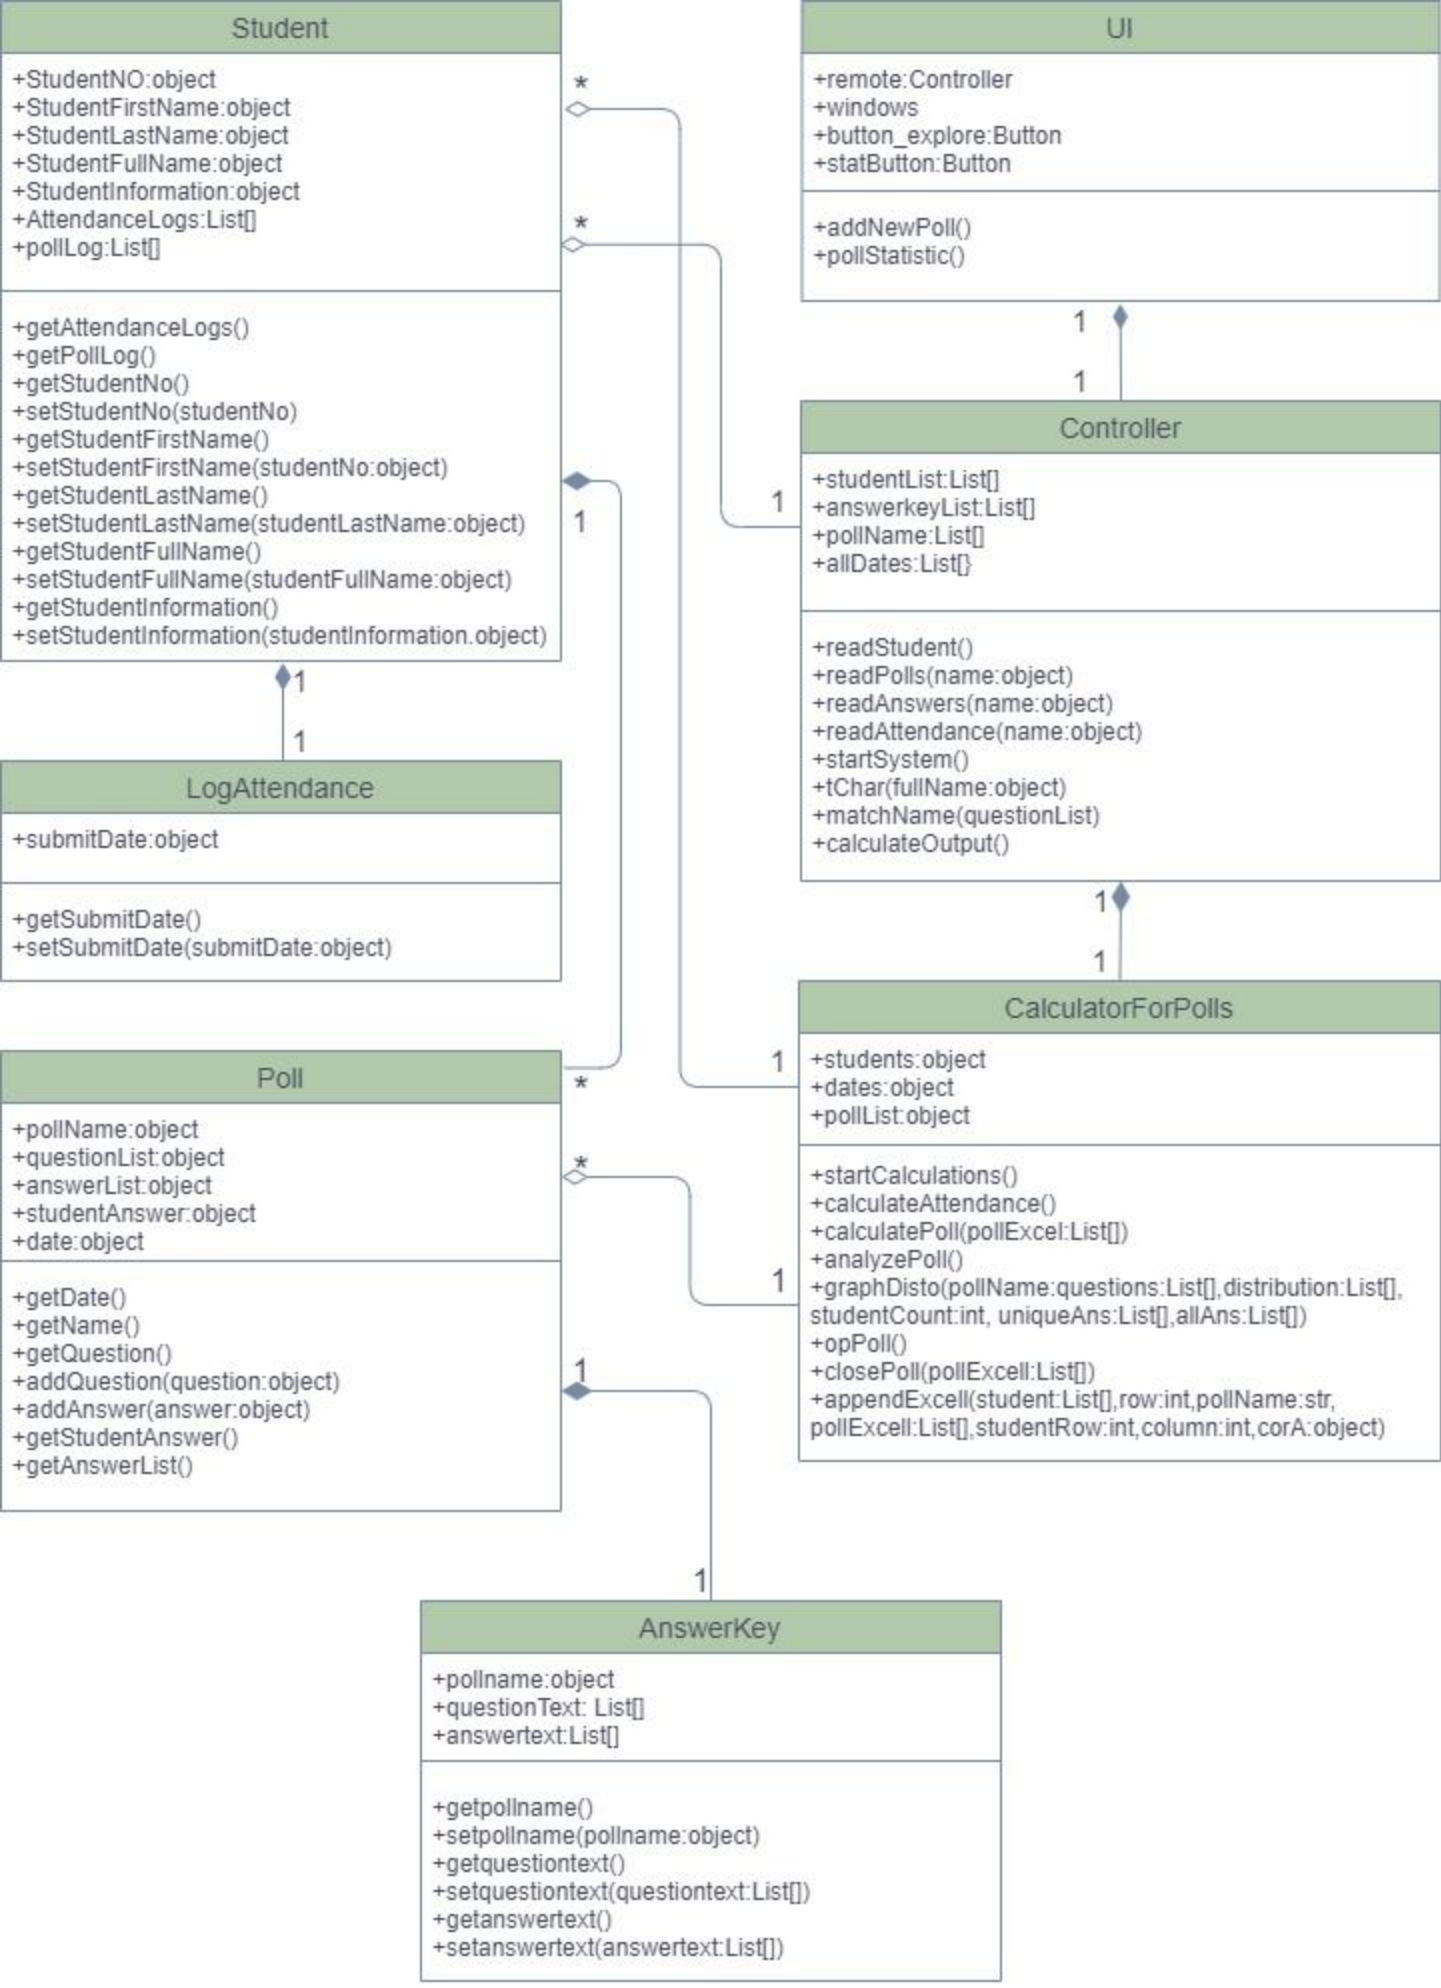 Student
+StudentNO:object
+StudentFirstName:object
+StudentLastName:object
+StudentFullName:object
+StudentInformation:object
+AttendanceLogs:List[]
+pollLog:List[]
+getAttendanceLogs()
+getPollLog()
+getStudentNo()
+setStudentNo(studentNo)
+getStudentFirstName()
+setStudentFirstName(studentNo:object)
+getStudentLastName()
+setStudentLastName(studentLastName:object)
+getStudentFullName()
+setStudentFullName(studentFullName:object)
+getStudentInformation()
+setStudentInformation(studentInformation.object)
*
*
1
1
1
UI
+remote:Controller
+windows
+button_explore:Button
+statButton:Button
+addNewPoll()
+pollStatistic()
1
1
Controller
+studentList:List[]
+answerkeyList:List[]
+pollName:List[]
+allDates:List[}
+readStudent()
+readPolls(name:object)
+readAnswers(name:object)
+readAttendance(name:object)
+startSystem()
+tChar(fullName:object)
+matchName(questionList)
+calculateOutput()
1
1
1
LogAttendance
+submitDate:object
+getSubmitDate()
+setSubmitDate(submitDate:object)
Poll
+pollName:object
+questionList:object
+answerList:object
+studentAnswer:object
+date:object
+getDate()
+getName()
+getQuestion()
+addQuestion(question:object)
+addAnswer(answer:object)
+getStudentAnswer()
+getAnswerList()
*
*
1
1
1
CalculatorForPolls
+students:object
+dates:object
+pollList:object
+startCalculations()
+calculateAttendance()
+calculatePoll(pollExcel:List[])
+analyzePoll()
+graphDisto(pollName:questions:List[],distribution:List[],
studentCount:int, uniqueAns:List[],allAns:List[])
+opPoll()
+closePoll(pollExcell:List[])
+appendExcell(student:List[],row:int,pollName:str,
pollExcell:List[],studentRow:int,column:int,corA:object)
1
AnswerKey
+pollname:object
+questionText: List[]
+answertext:List[]
+getpollname()
+setpollname(pollname:object)
+getquestiontext()
+setquestiontext(questiontext:List[])
+getanswertext()
+setanswertext(answertext:List[])